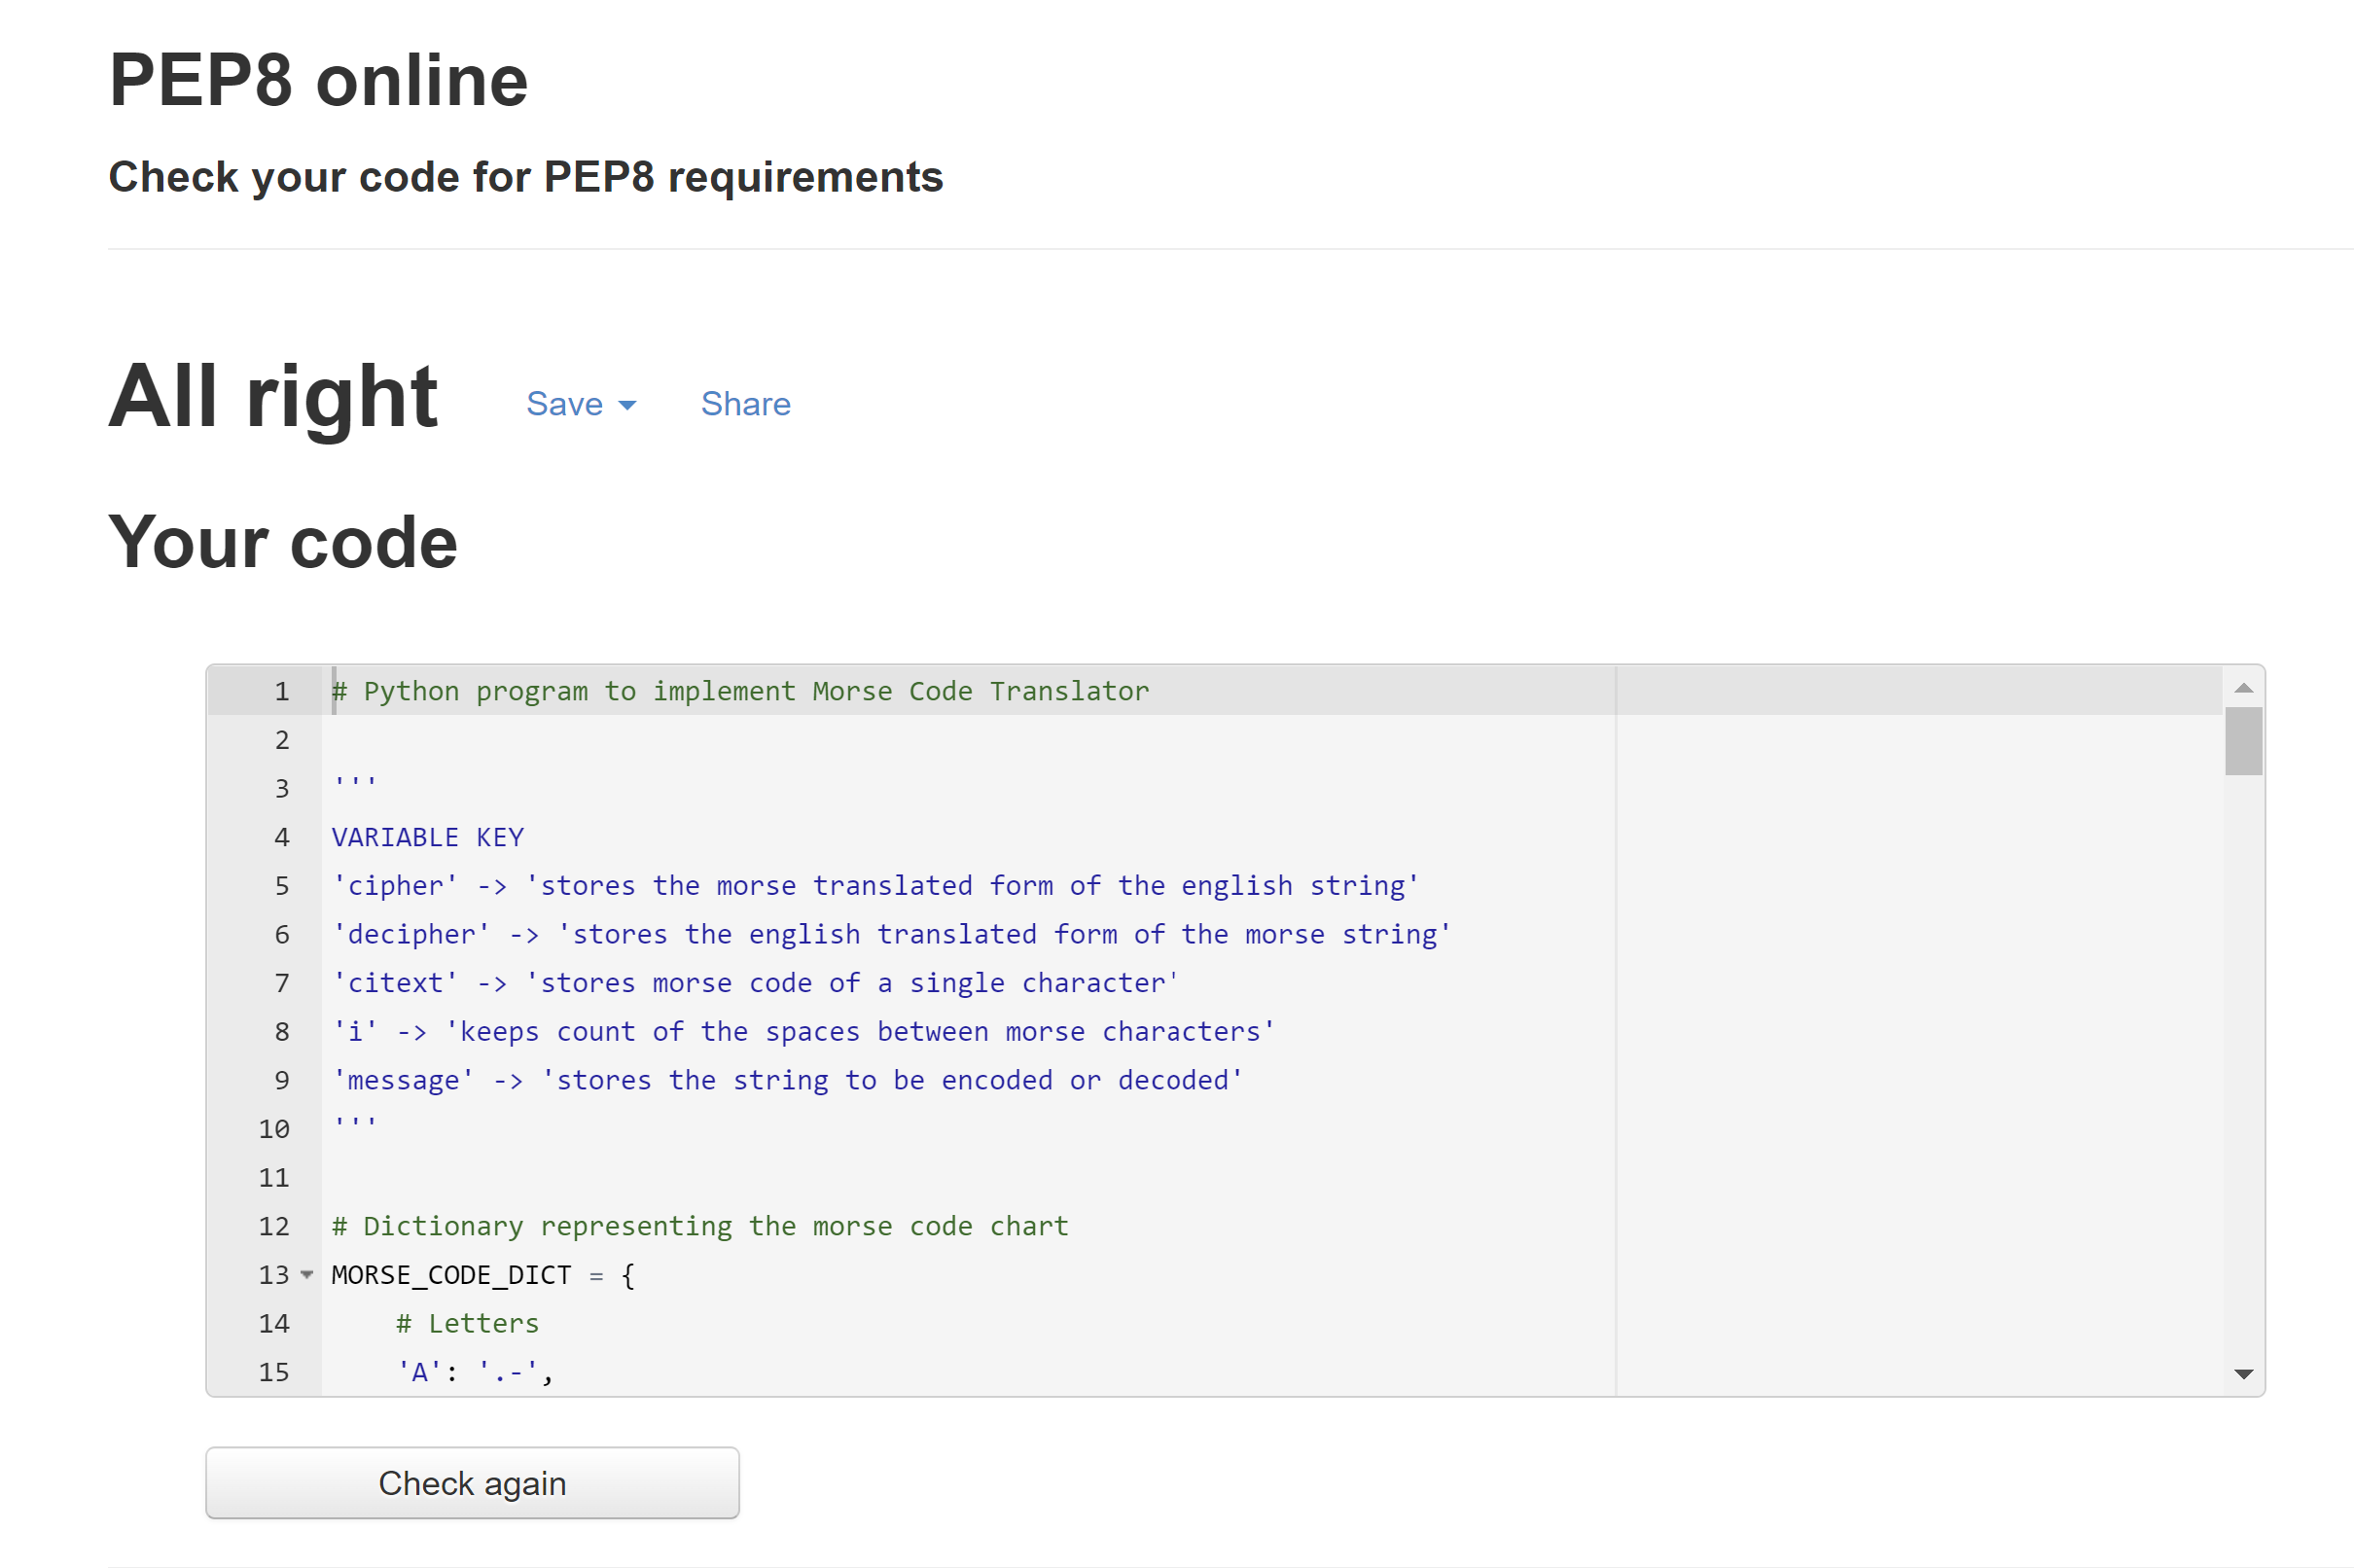 PEP8 online
Check your code for PEP8 requirements
All right Save Share
Your code
1 # Python program to implement Morse Code Translator
2
3 '''
4 VARIABLE KEY
5 'cipher' -> 'stores the morse translated form of the english string'
6 'decipher' -> 'stores the english translated form of the morse string'
7 'citext' -> 'stores morse code of a single character'
8 'i' -> 'keeps count of the spaces between morse characters'
9 'message' -> 'stores the string to be encoded or decoded'
10 '''
11
12 # Dictionary representing the morse code chart
13 MORSE_CODE_DICT = {
14     # Letters
15     'A': '.-',
Check again